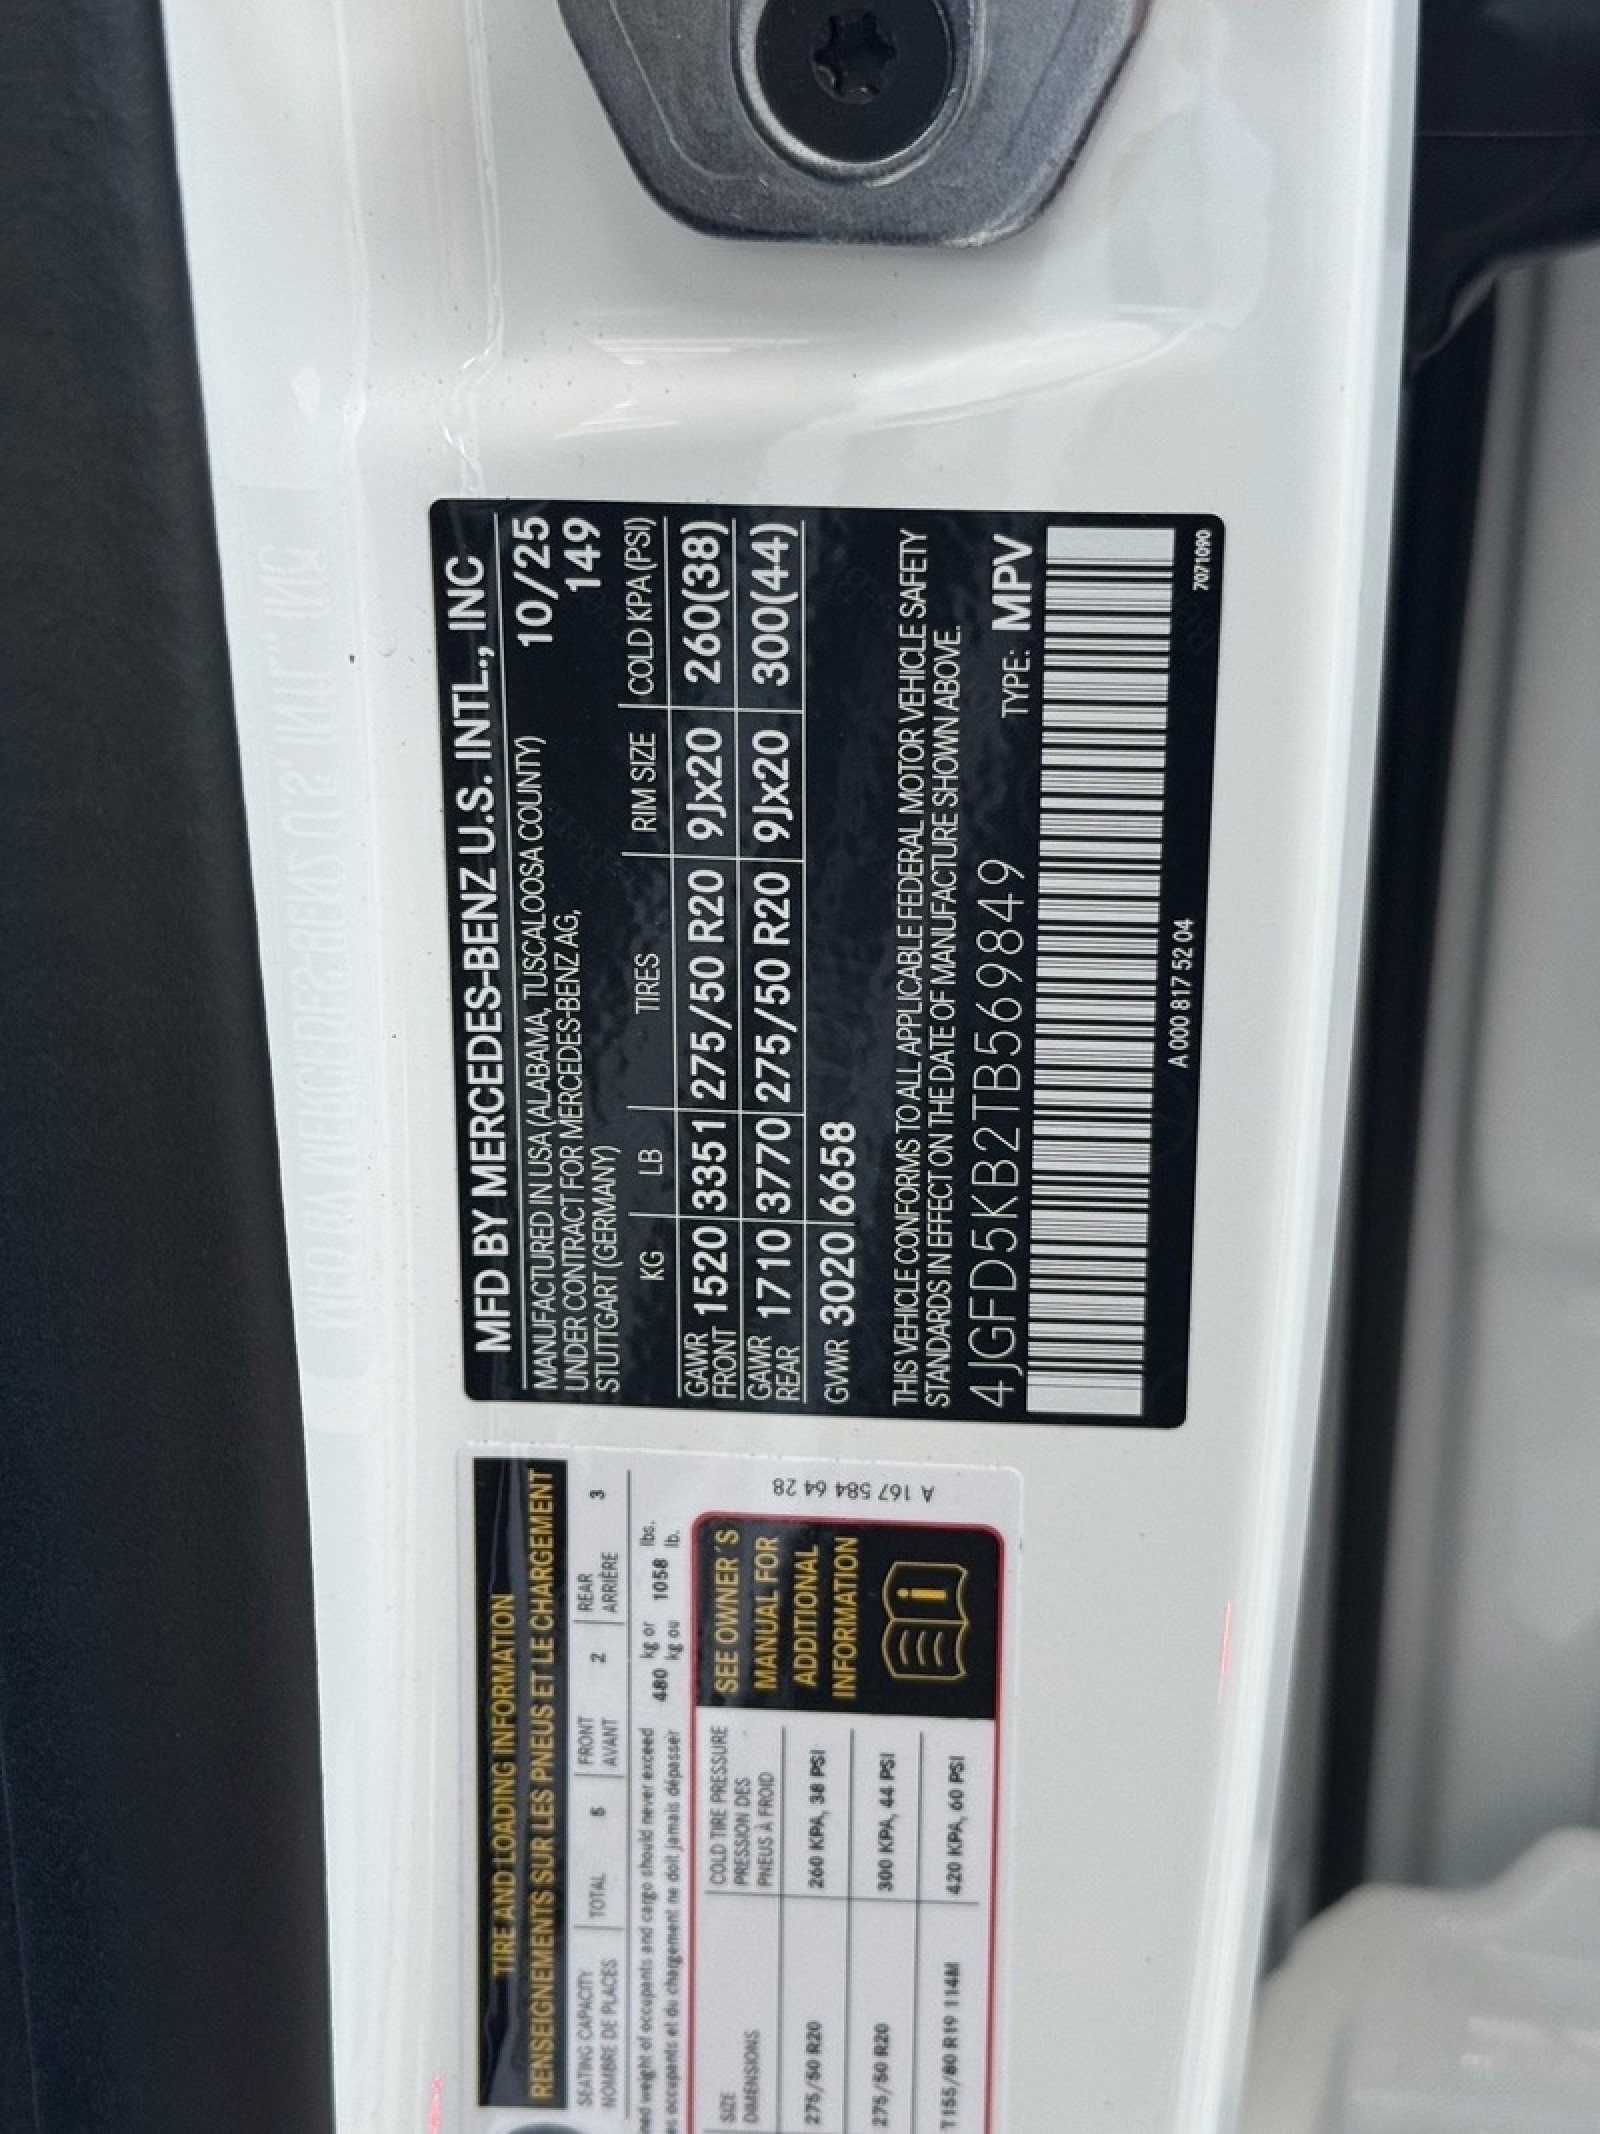 MFD BY MERCEDES-BENZ U.S. INTL., INC
MANUFACTURED IN USA (ALABAMA, TUSCALOOSA COUNTY) 10/25
UNDER CONTRACT FOR MERCEDES-BENZ AG, 149
STUTTGART (GERMANY)
KG LB TIRES RIM SIZE COLD KPA (PSI)
GAWR FRONT 1520 3351 275/50 R20 9Jx20 260(38)
GAWR REAR 1710 3770 275/50 R20 9Jx20 300(44)
GVWR 3020 6658
THIS VEHICLE CONFORMS TO ALL APPLICABLE FEDERAL MOTOR VEHICLE SAFETY
STANDARDS IN EFFECT ON THE DATE OF MANUFACTURE SHOWN ABOVE.
4JGFD5KB2TB569849 TYPE: MPV
A 000 817 52 04 7071090
TIRE AND LOADING INFORMATION
RENSEIGNEMENTS SUR LES PNEUS ET LE CHARGEMENT
SEATING CAPACITY TOTAL 5 FRONT 2 REAR 3
NOMBRE DE PLACES AVANT ARRIÈRE
weight of occupants and cargo should never exceed 480 kg or 1058 lbs.
occupants et du chargement ne doit jamais dépasser kg ou lb.
SIZE COLD TIRE PRESSURE
DIMENSIONS PRESSION DES
PNEUS À FROID
275/50 R20 260 KPA, 38 PSI
275/50 R20 300 KPA, 44 PSI
T155/80 R19 114M 420 KPA, 60 PSI
SEE OWNER'S
MANUAL FOR
ADDITIONAL
INFORMATION
i
A 167 584 64 28